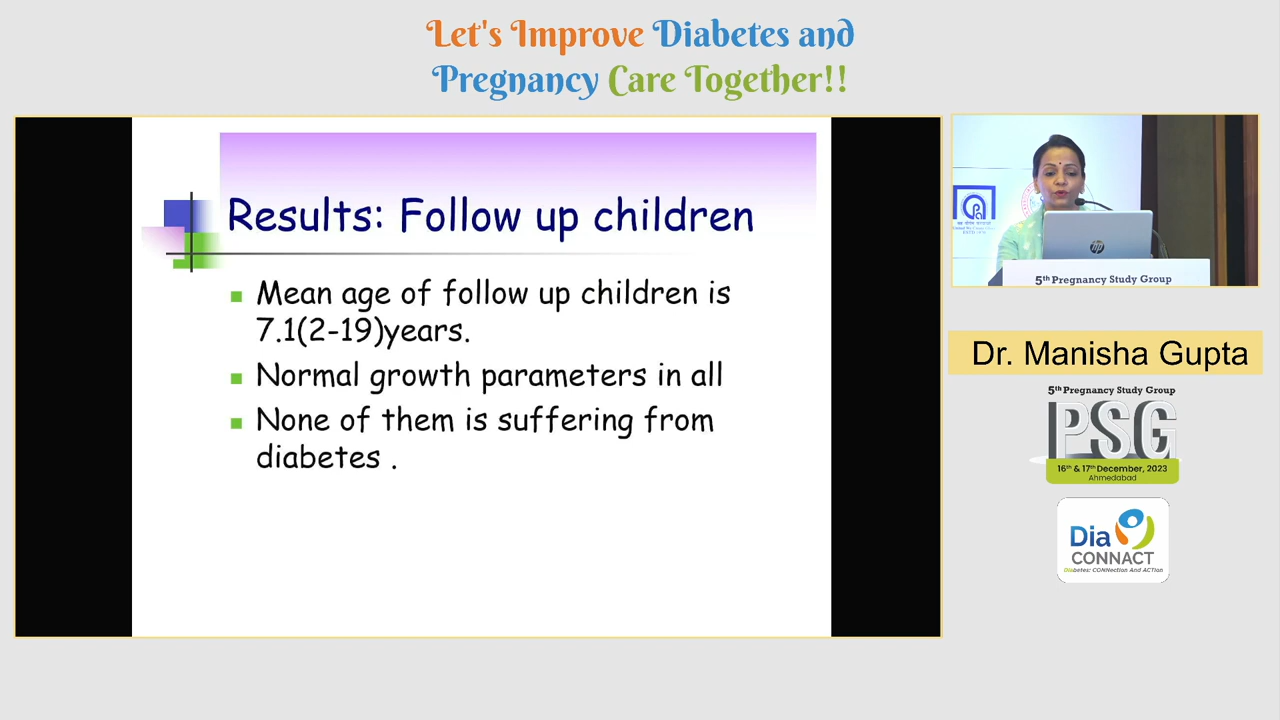 Let's Improve Diabetes and
Pregnancy Care Together!!
Results: Follow up children
Mean age of follow up children is
7.1(2-19)years.
Normal growth parameters in all
None of them is suffering from
diabetes .
hp
5th Pregnancy Study Group
Dr. Manisha Gupta
5th Pregnancy Study Group
PSG
16th & 17th December, 2023
Ahmedabad
Dia
CONNACT
Diabetes: CONNection And ACTion